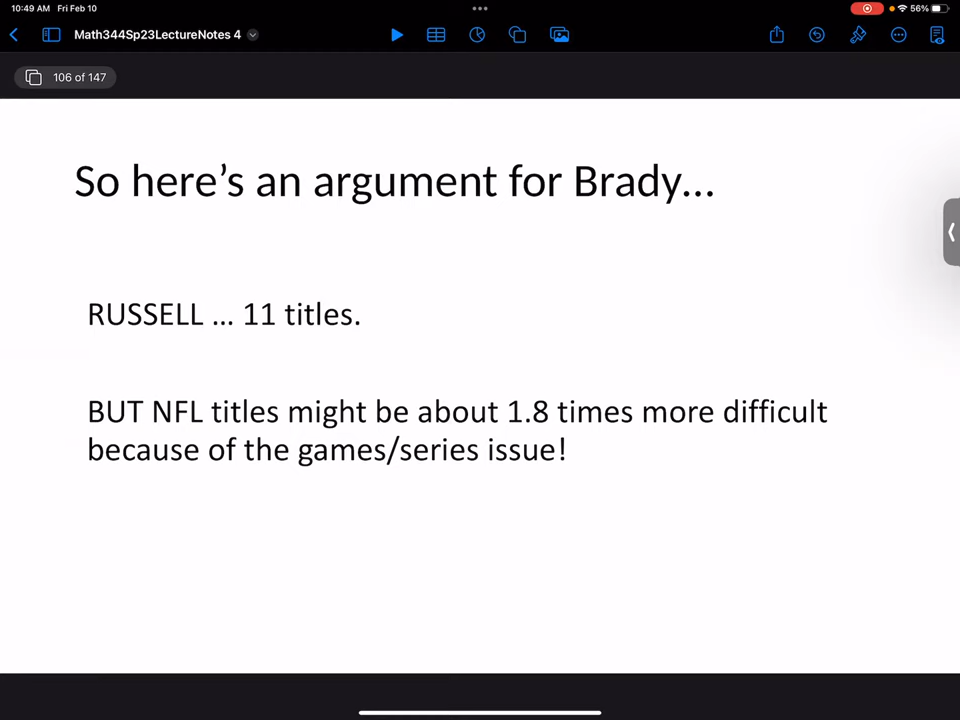 10:49 AM Fri Feb 10
56%
Math344Sp23LectureNotes 4
106 of 147
So here's an argument for Brady...
RUSSELL ... 11 titles.
BUT NFL titles might be about 1.8 times more difficult
because of the games/series issue!